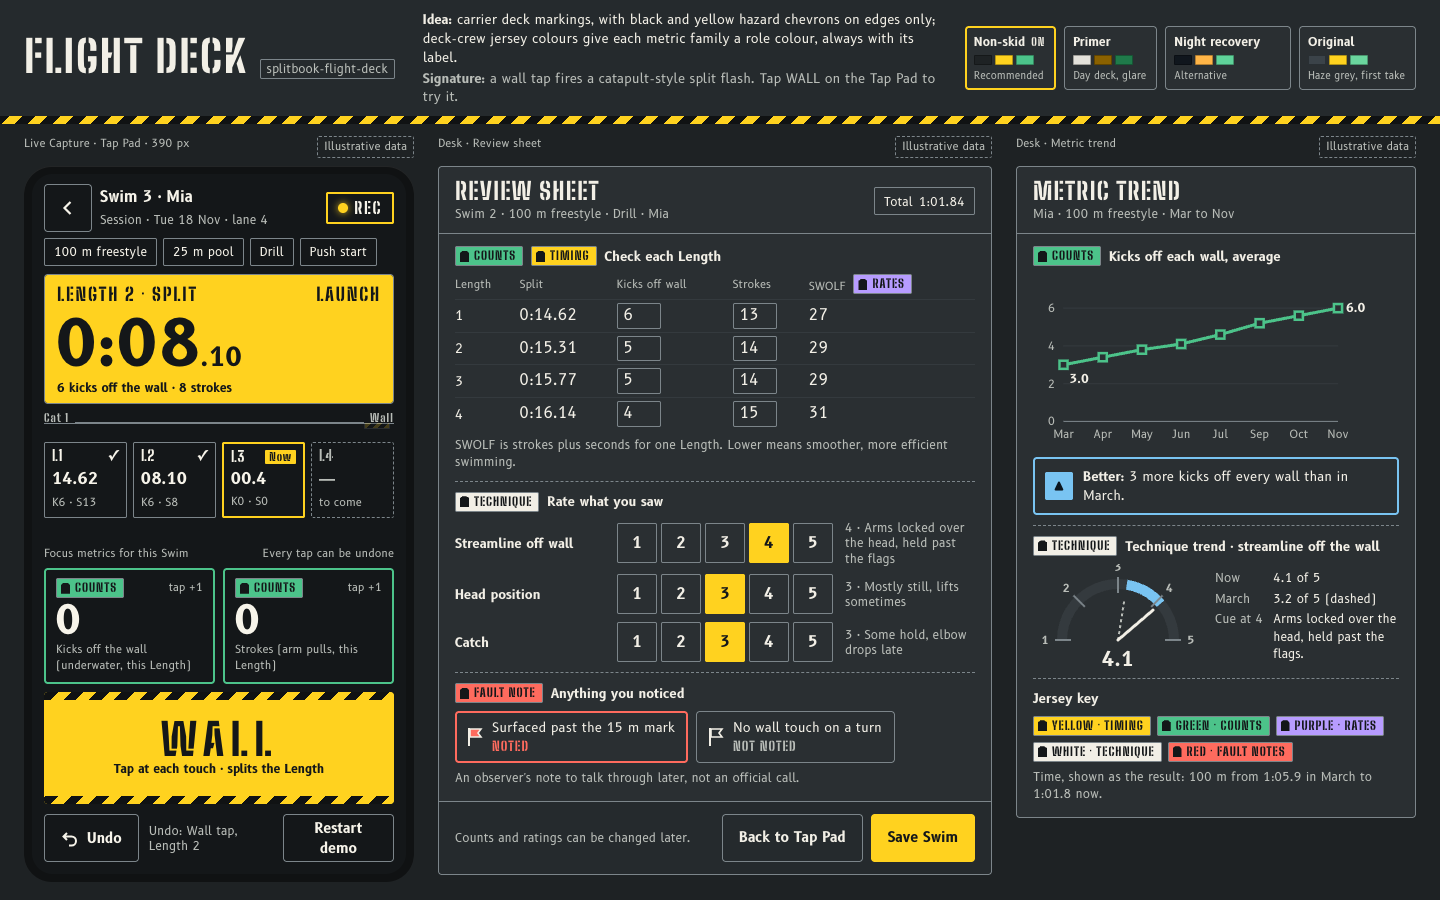 FLIGHT DECK
splitbook-flight-deck
Idea: carrier deck markings, with black and yellow hazard chevrons on edges only;
deck-crew jersey colours give each metric family a role colour, always with its
label.
Signature: a wall tap fires a catapult-style split flash. Tap WALL on the Tap Pad to
try it.
Non-skid ON
Recommended
Primer
Day deck, glare
Night recovery
Alternative
Original
Haze grey, first take
Live Capture · Tap Pad · 390 px
Illustrative data
Swim 3 · Mia
Session · Tue 18 Nov · lane 4
REC
100 m freestyle
25 m pool
Drill
Push start
LENGTH 2 · SPLIT
LAUNCH
0:08.10
6 kicks off the wall · 8 strokes
Cat 1
Wall
L1 ✓
14.62
K6 · S13
L2 ✓
08.10
K6 · S8
L3 Now
00.4
K0 · S0
L4
—
to come
Focus metrics for this Swim
Every tap can be undone
COUNTS
tap +1
0
Kicks off the wall
(underwater, this Length)
COUNTS
tap +1
0
Strokes (arm pulls, this
Length)
WALL
Tap at each touch · splits the Length
Undo
Undo: Wall tap,
Length 2
Restart
demo
Desk · Review sheet
Illustrative data
REVIEW SHEET
Swim 2 · 100 m freestyle · Drill · Mia
Total 1:01.84
COUNTS
TIMING
Check each Length
Length Split Kicks off wall Strokes SWOLF RATES
1 0:14.62 6 13 27
2 0:15.31 5 14 29
3 0:15.77 5 14 29
4 0:16.14 4 15 31
SWOLF is strokes plus seconds for one Length. Lower means smoother, more efficient
swimming.
TECHNIQUE
Rate what you saw
Streamline off wall
1 2 3 4 5
4 · Arms locked over
the head, held past
the flags
Head position
1 2 3 4 5
3 · Mostly still, lifts
sometimes
Catch
1 2 3 4 5
3 · Some hold, elbow
drops late
FAULT NOTE
Anything you noticed
Surfaced past the 15 m mark
NOTED
No wall touch on a turn
NOT NOTED
An observer's note to talk through later, not an official call.
Counts and ratings can be changed later.
Back to Tap Pad
Save Swim
Desk · Metric trend
Illustrative data
METRIC TREND
Mia · 100 m freestyle · Mar to Nov
COUNTS
Kicks off each wall, average
6
4
2
0
3.0
6.0
Mar Apr May Jun Jul Sep Oct Nov
Better: 3 more kicks off every wall than in
March.
TECHNIQUE
Technique trend · streamline off the wall
1
2
3
4
5
4.1
Now 4.1 of 5
March 3.2 of 5 (dashed)
Cue at 4 Arms locked over the
head, held past the
flags.
Jersey key
YELLOW · TIMING
GREEN · COUNTS
PURPLE · RATES
WHITE · TECHNIQUE
RED · FAULT NOTES
Time, shown as the result: 100 m from 1:05.9 in March to
1:01.8 now.